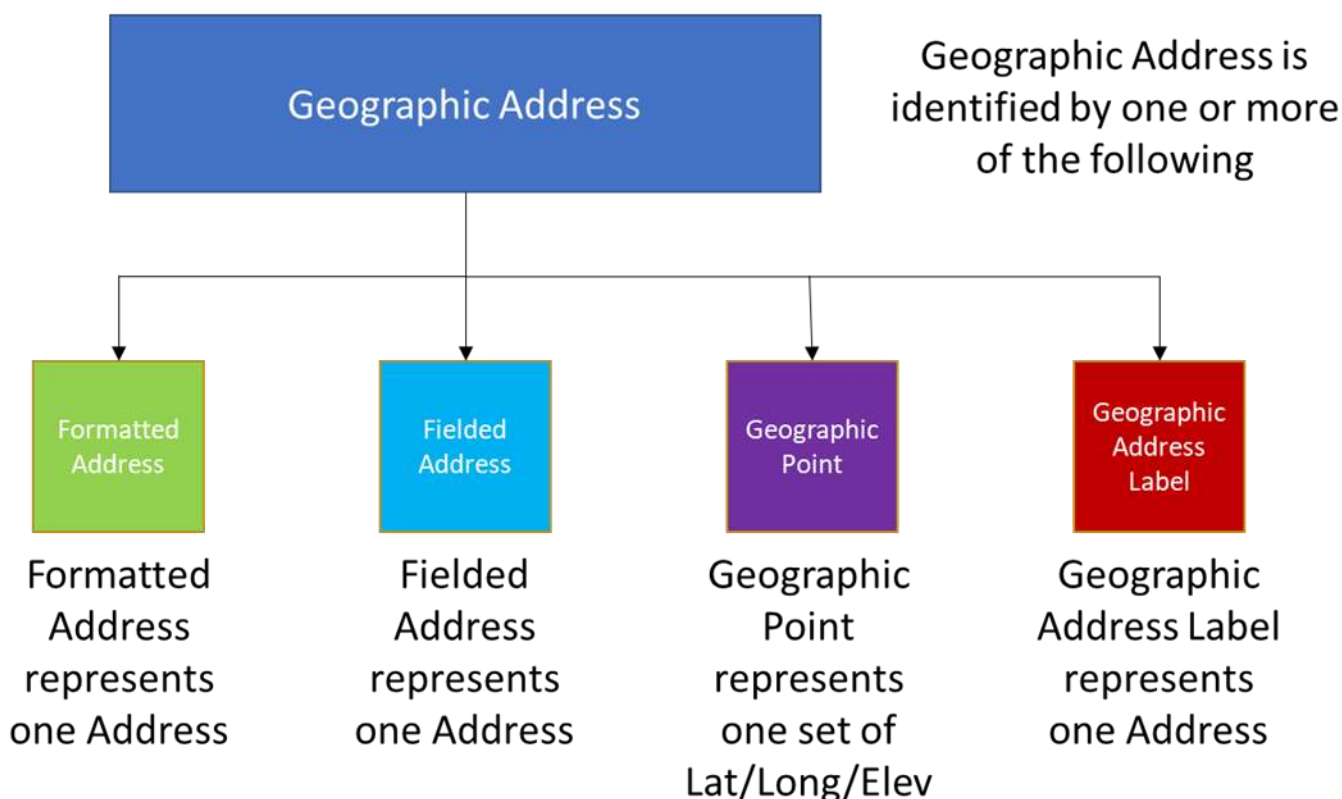 Geographic Address
Geographic Address is
identified by one or more
of the following
Formatted
Address
Fielded
Address
Geographic
Point
Geographic
Address
Label
Formatted
Address
represents
one Address
Fielded
Address
represents
one Address
Geographic
Point
represents
one set of
Lat/Long/Elev
Geographic
Address Label
represents
one Address